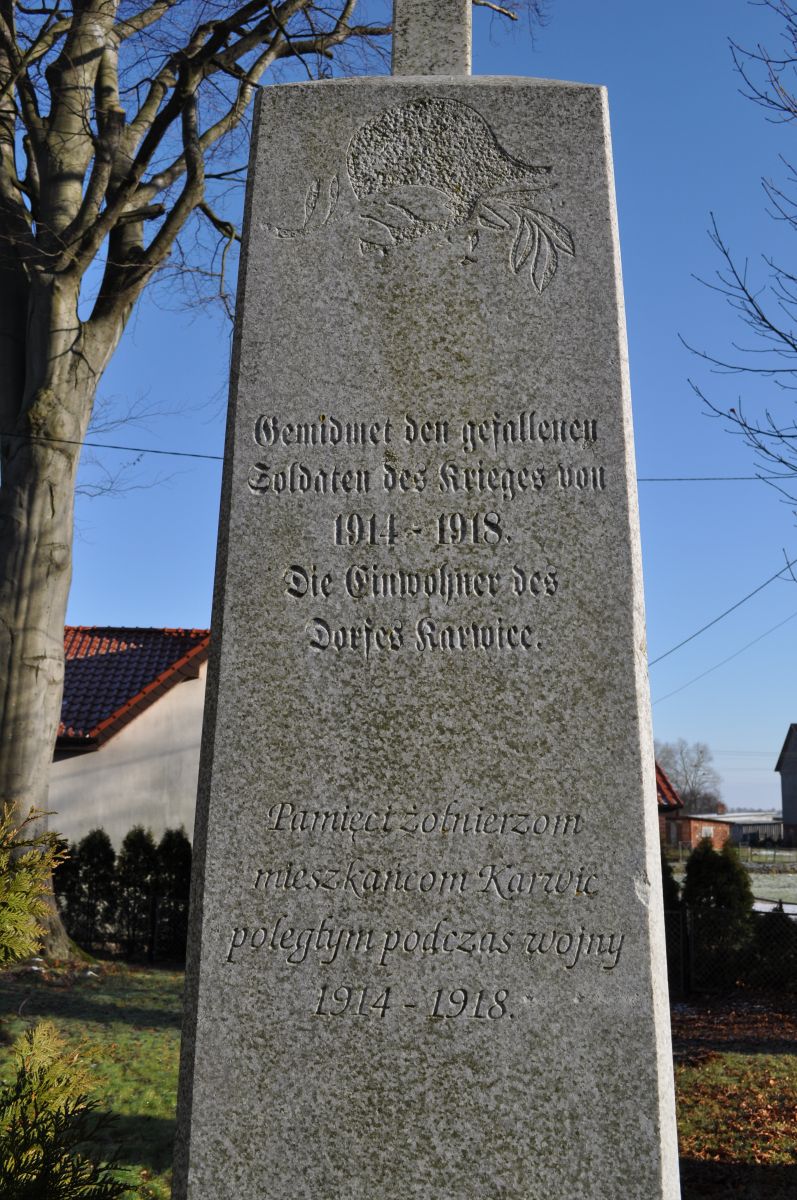 Gemidmet den gefallenen
Soldaten des Krieges von
1914 - 1918.
Die Einwohner des
Dorfes Karwice.
Pamięci żołnierzom
mieszkańcom Karwic
poległym podczas wojny
1914 - 1918.